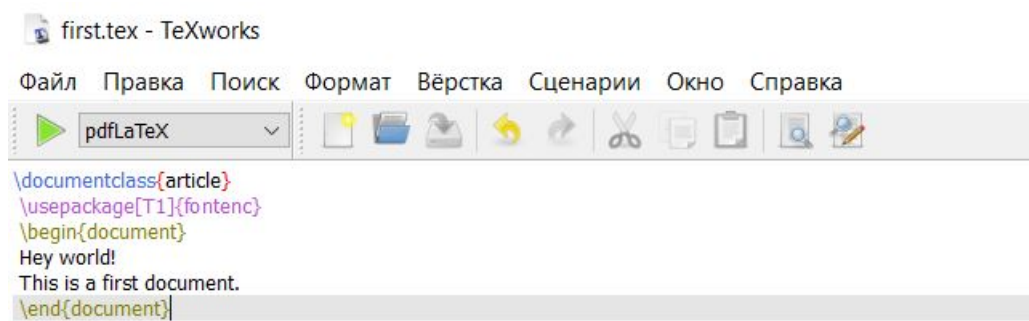 first.tex - TeXworks
Файл Правка Поиск Формат Вёрстка Сценарии Окно Справка
pdfLaTeX
\documentclass{article}
\usepackage[T1]{fontenc}
\begin{document}
Hey world!
This is a first document.
\end{document}